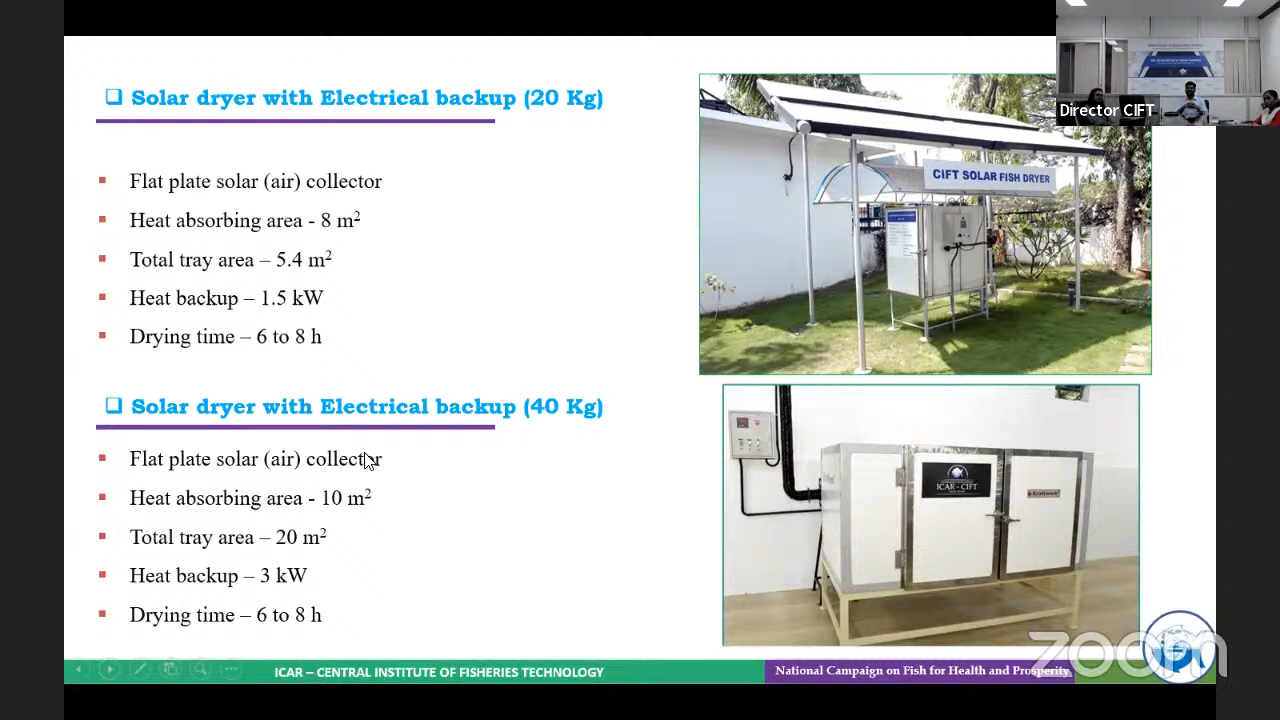 Solar dryer with Electrical backup (20 Kg)
Flat plate solar (air) collector
Heat absorbing area - 8 m²
Total tray area – 5.4 m²
Heat backup – 1.5 kW
Drying time – 6 to 8 h
Solar dryer with Electrical backup (40 Kg)
Flat plate solar (air) collector
Heat absorbing area - 10 m²
Total tray area – 20 m²
Heat backup – 3 kW
Drying time – 6 to 8 h
Director CIFT
CIFT SOLAR FISH DRYER
ICAR - CIFT
ICAR – CENTRAL INSTITUTE OF FISHERIES TECHNOLOGY
National Campaign on Fish for Health and Prosperity
zoom